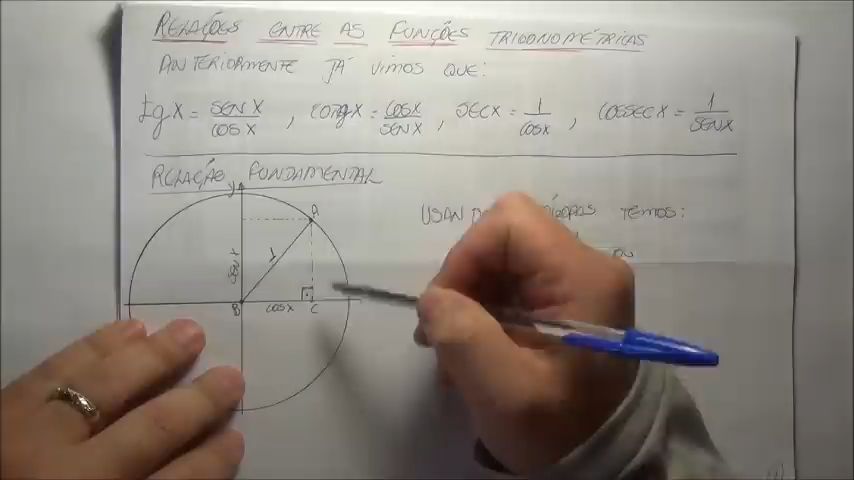 RELAÇÕES ENTRE AS FUNÇÕES TRIGONOMÉTRICAS
ANTERIORMENTE JÁ VIMOS QUE:
tg x = SEN X / COS X , COTG X = COS X / SEN X , SEC X = 1 / COS X , COSSEC X = 1 / SEN X
RELAÇÃO FUNDAMENTAL
y
A
USAN TEMOS:
SEN X
1
B COS X C